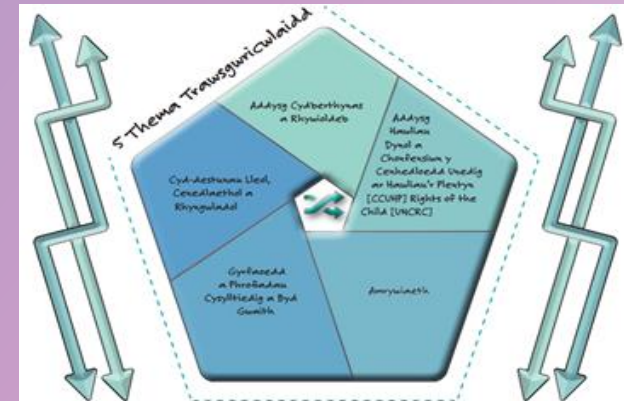 5 Thema Trawsgwricwlaidd
Addysg Cydberthynas
a Rhywioldeb
Addysg
Hawliau
Dynol a
Chonfensiwn y
Cenhedloedd Unedig
ar Hawliau'r Plentyn
[CCUHP] Rights of the
Child [UNCRC]
Cyd-destunau Lleol,
Cenedlaethol a
Rhyngwladol
Gyrfaoedd
a Phrofiadau
Cysylltiedig a Byd
Gwaith
Amrywiaeth